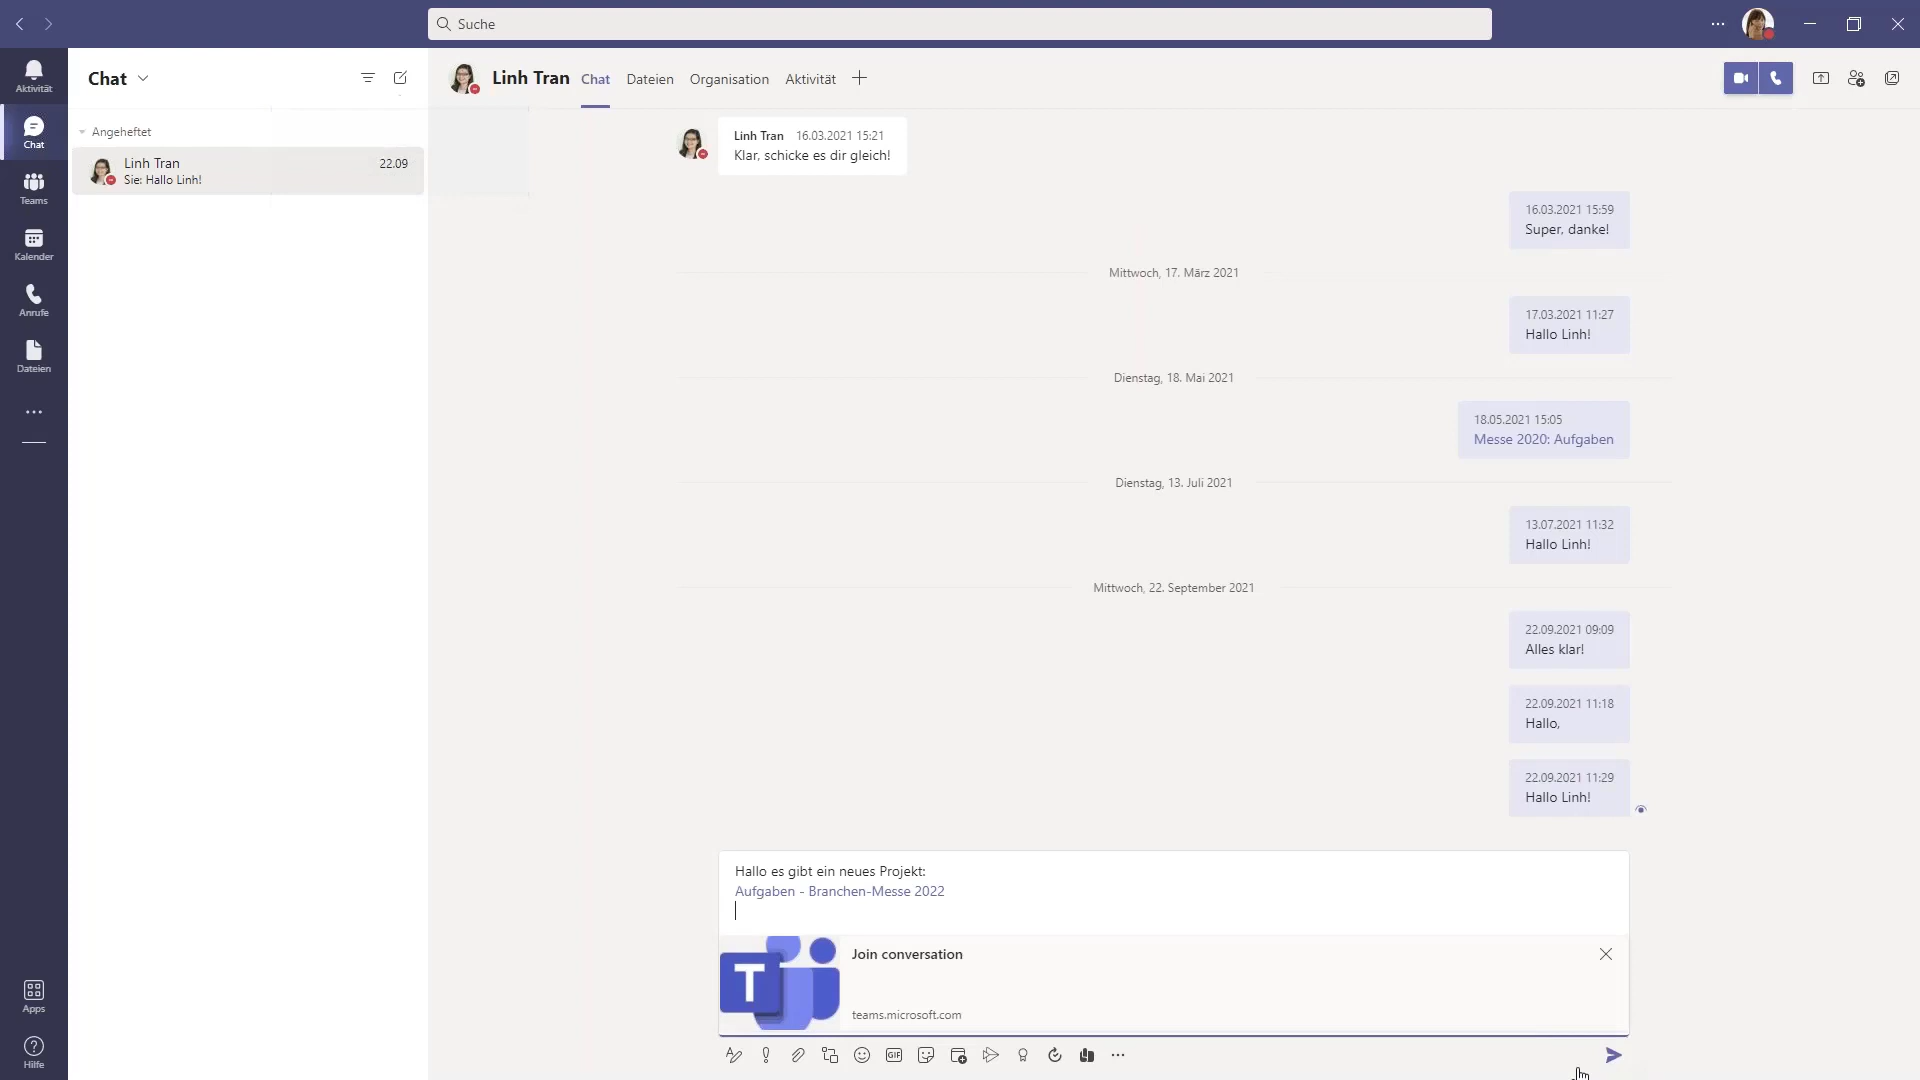 Suche
Aktivität
Chat
Teams
Kalender
Anrufe
Dateien
Apps
Hilfe
Chat
Angeheftet
Linh Tran 22.09
Sie: Hallo Linh!
Linh Tran Chat Dateien Organisation Aktivität
Linh Tran 16.03.2021 15:21
Klar, schicke es dir gleich!
16.03.2021 15:59
Super, danke!
Mittwoch, 17. März 2021
17.03.2021 11:27
Hallo Linh!
Dienstag, 18. Mai 2021
18.05.2021 15:05
Messe 2020: Aufgaben
Dienstag, 13. Juli 2021
13.07.2021 11:32
Hallo Linh!
Mittwoch, 22. September 2021
22.09.2021 09:09
Alles klar!
22.09.2021 11:18
Hallo,
22.09.2021 11:29
Hallo Linh!
Hallo es gibt ein neues Projekt:
Aufgaben - Branchen-Messe 2022
T
Join conversation
teams.microsoft.com
GIF